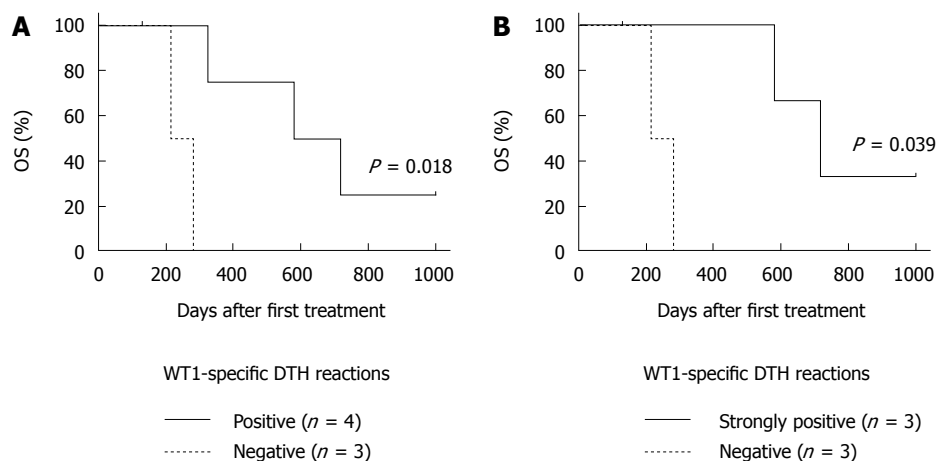 A
100
80
60
40
20
0
OS (%)
P = 0.018
0 200 400 600 800 1000
Days after first treatment
WT1-specific DTH reactions
Positive (n = 4)
Negative (n = 3)
B
100
80
60
40
20
0
OS (%)
P = 0.039
0 200 400 600 800 1000
Days after first treatment
WT1-specific DTH reactions
Strongly positive (n = 3)
Negative (n = 3)